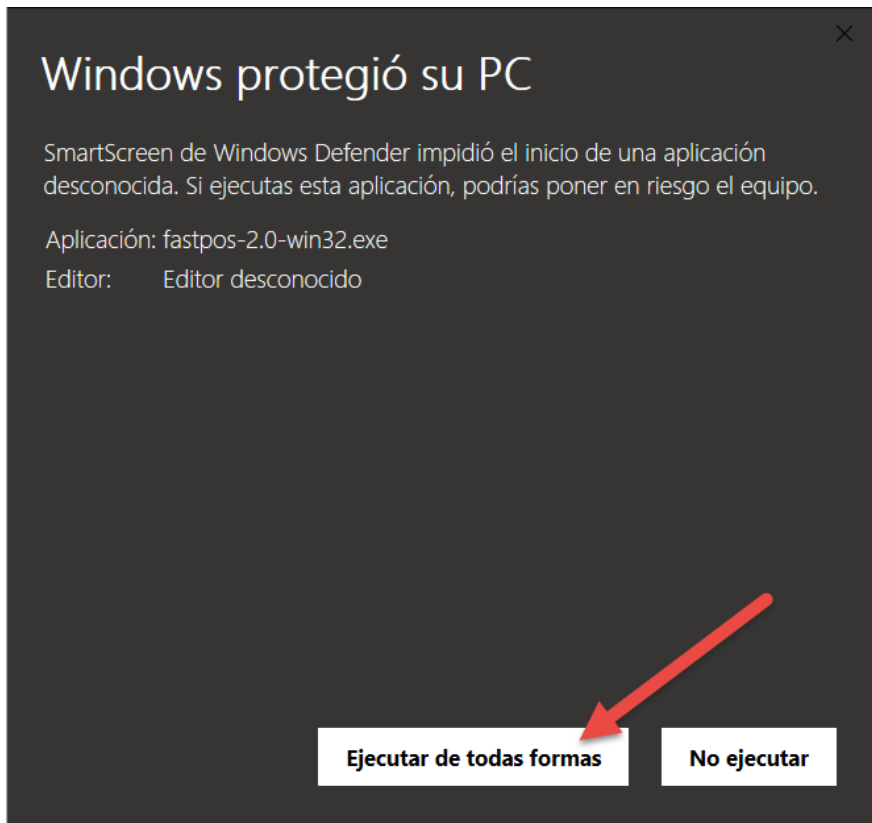 Windows protegió su PC
SmartScreen de Windows Defender impidió el inicio de una aplicación
desconocida. Si ejecutas esta aplicación, podrías poner en riesgo el equipo.
Aplicación: fastpos-2.0-win32.exe
Editor: Editor desconocido
Ejecutar de todas formas No ejecutar